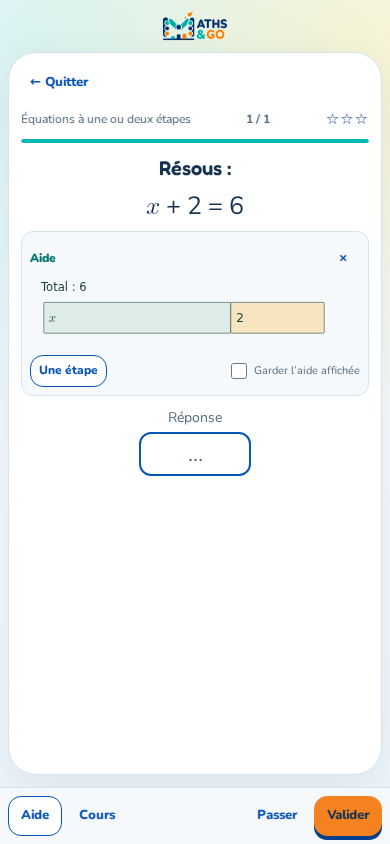 MATHS
&GO
← Quitter
Équations à une ou deux étapes 1 / 1 ☆☆☆
Résous :
x + 2 = 6
Aide ×
Total : 6
x 2
Une étape Garder l'aide affichée
Réponse
...
Aide Cours Passer Valider